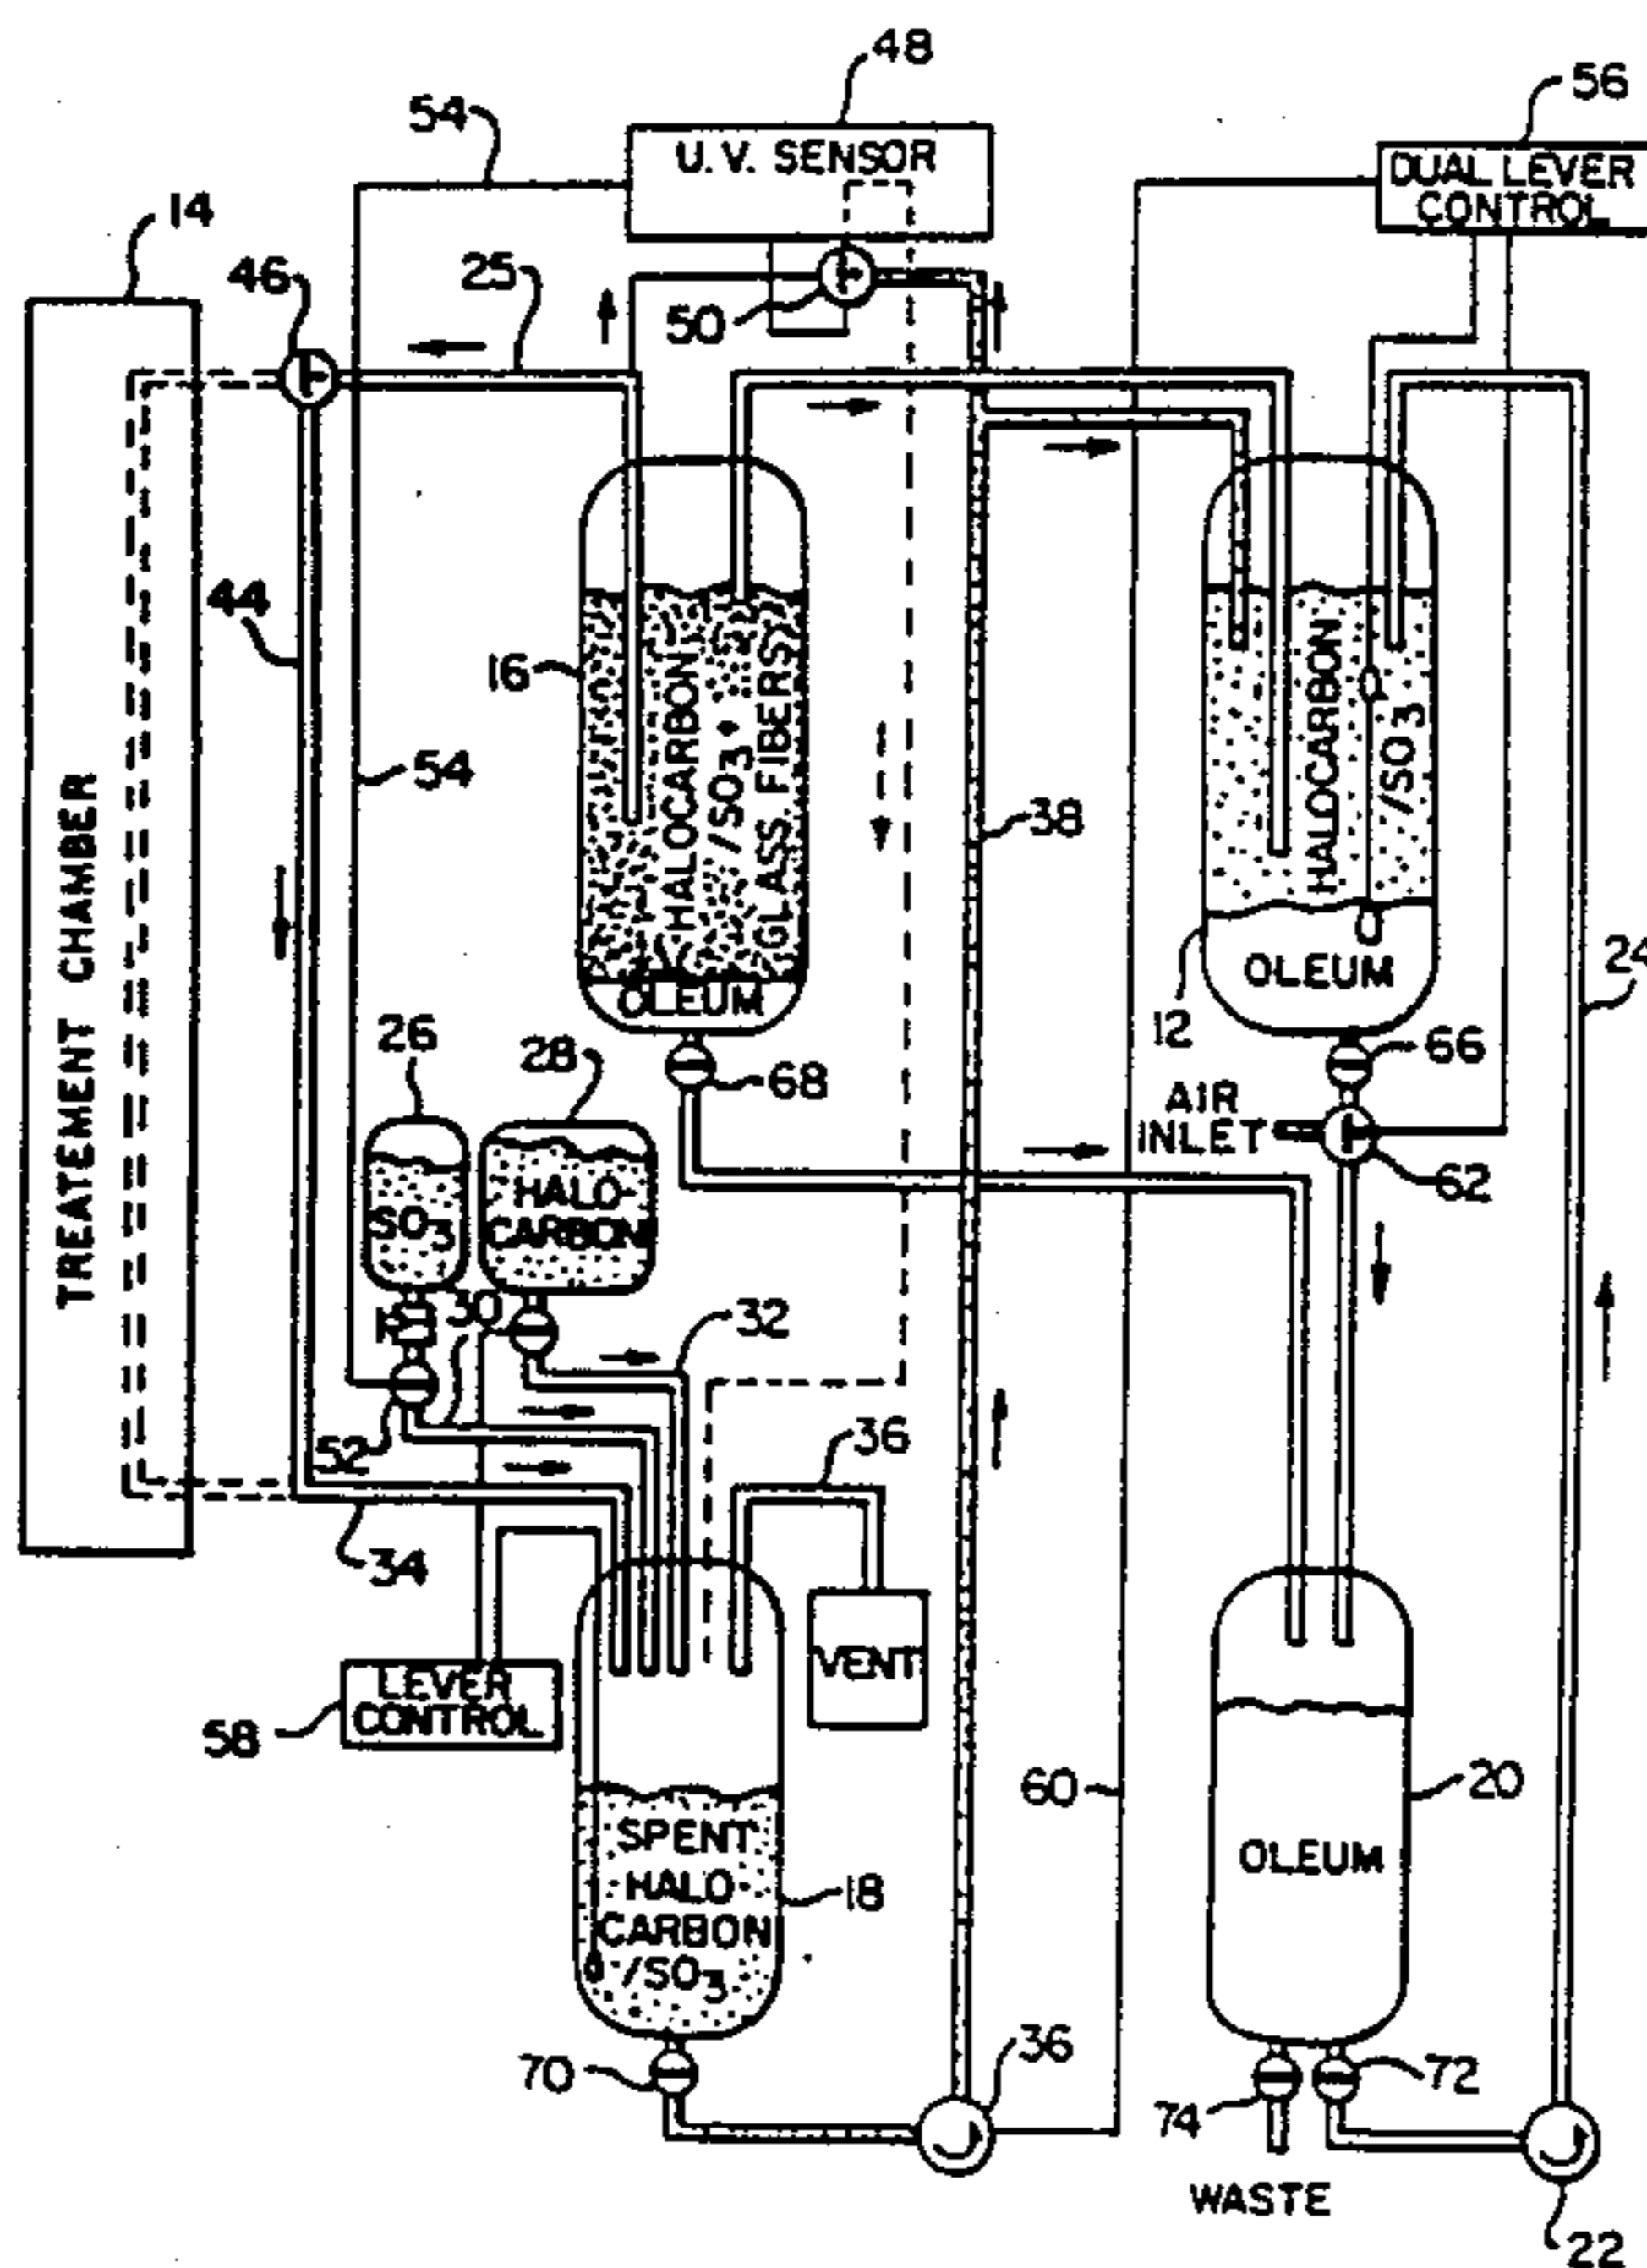 48
56
54
U.V. SENSOR
DUAL LEVER
CONTROL
14
46
25
50
44
16
HALOCARBON
/SO3+
GLASS FIBERS
HALOCARBON
/SO3
54
38
24
OLEUM
OLEUM
12
26
28
68
66
AIR
INLET
62
TREATEMENT CHAMBER
SO3
HALO-
CARBON
30
32
52
36
34
VENT
LEVER
CONTROL
58
60
20
SPENT
HALO
CARBON
/SO3
18
OLEUM
70
36
74
72
WASTE
22